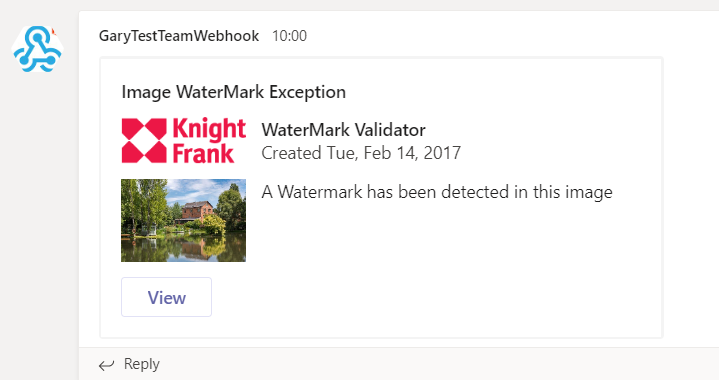 GaryTestTeamWebhook 10:00
Image WaterMark Exception
Knight
Frank
WaterMark Validator
Created Tue, Feb 14, 2017
A Watermark has been detected in this image
View
Reply